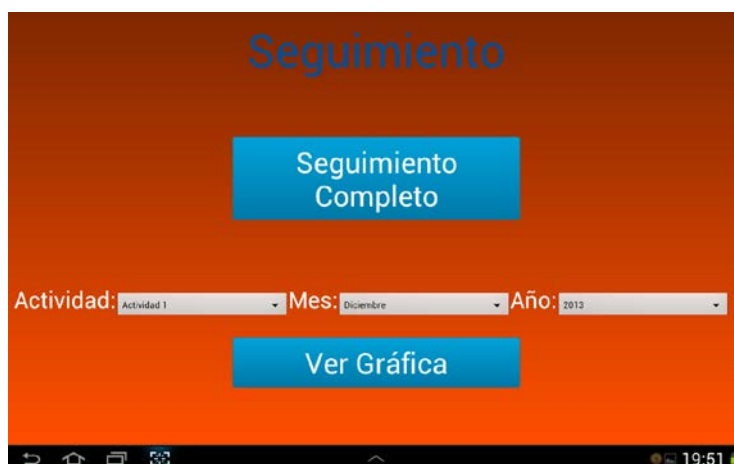 Seguimiento
Seguimiento
Completo
Actividad: Actividad 1 Mes: Diciembre Año: 2013
Ver Gráfica
19:51